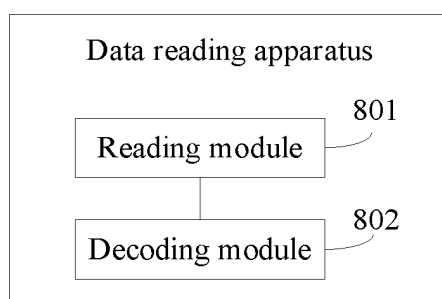 Data reading apparatus
801
Reading module
802
Decoding module